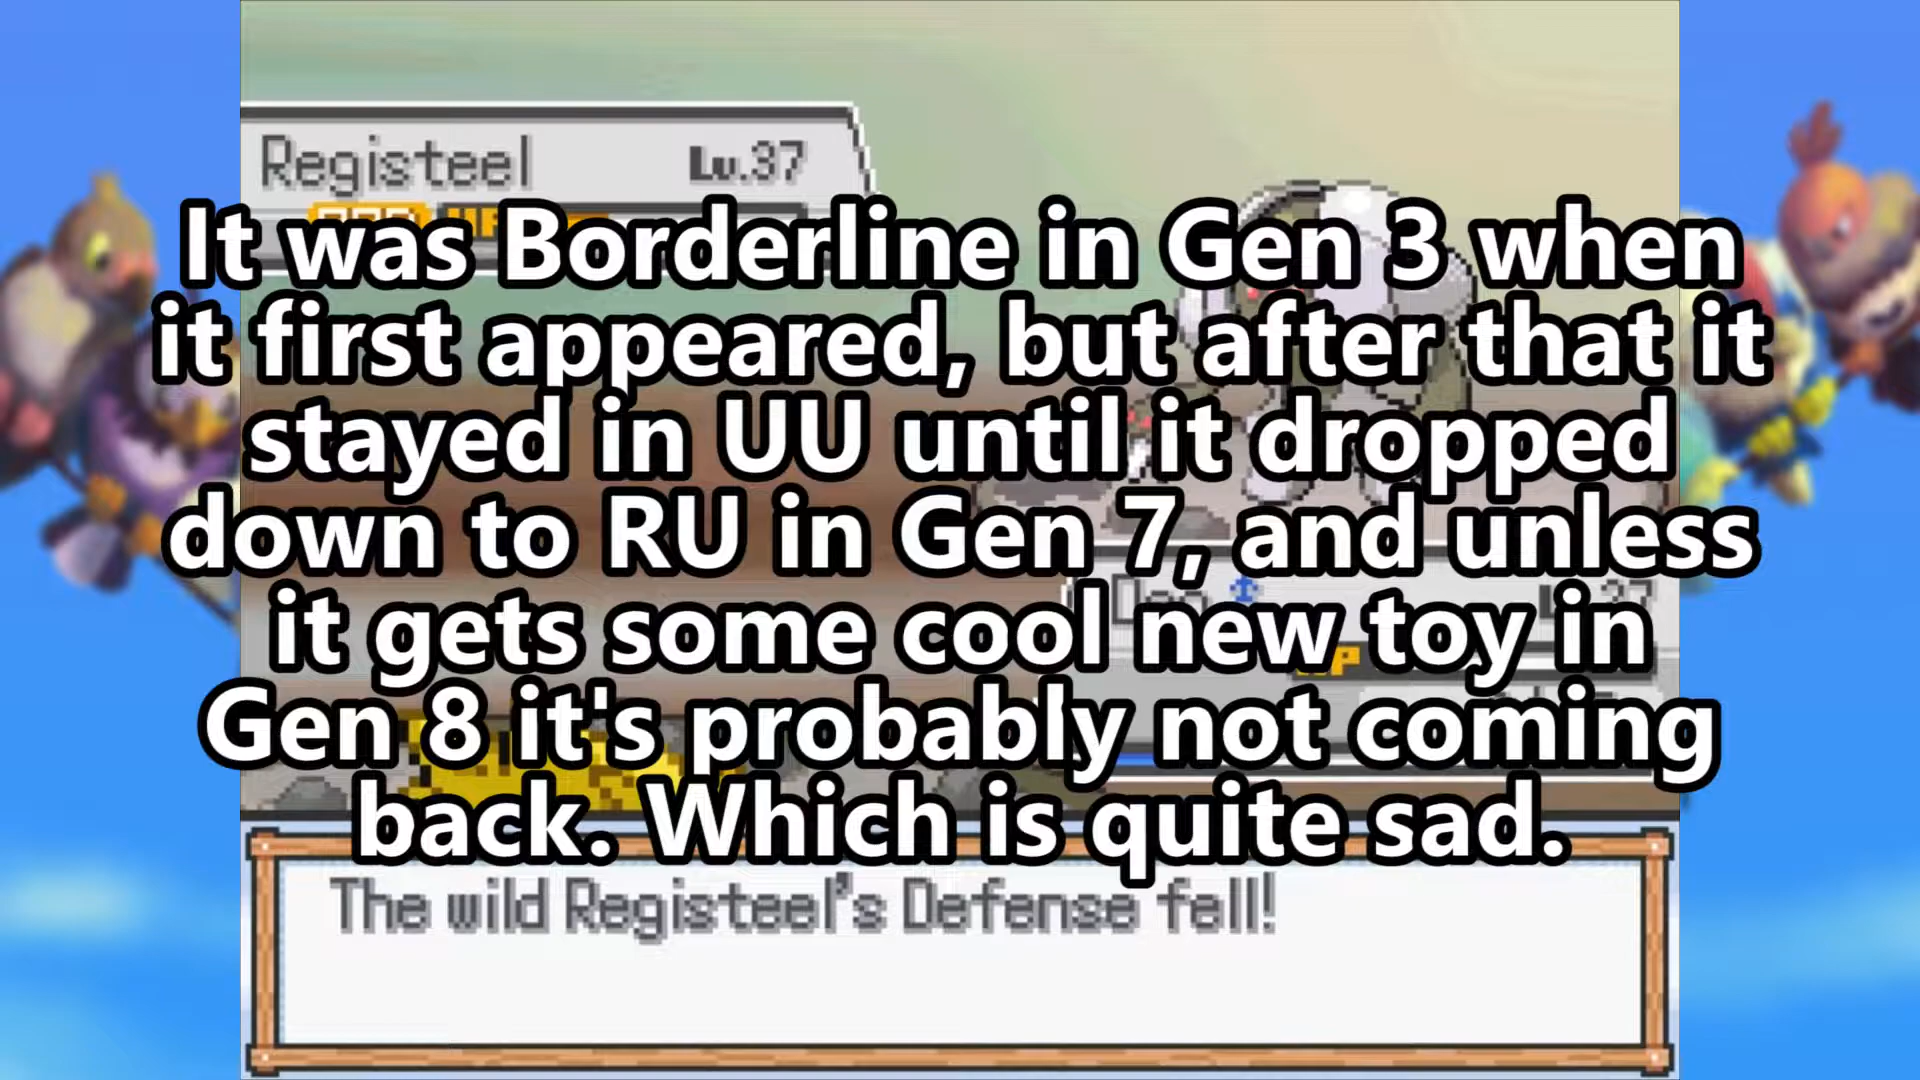 Registeel Lv.37
It was Borderline in Gen 3 when
it first appeared, but after that it
stayed in UU until it dropped
down to RU in Gen 7, and unless
it gets some cool new toy in
Gen 8 it's probably not coming
back. Which is quite sad.
The wild Registeel's Defense fell!